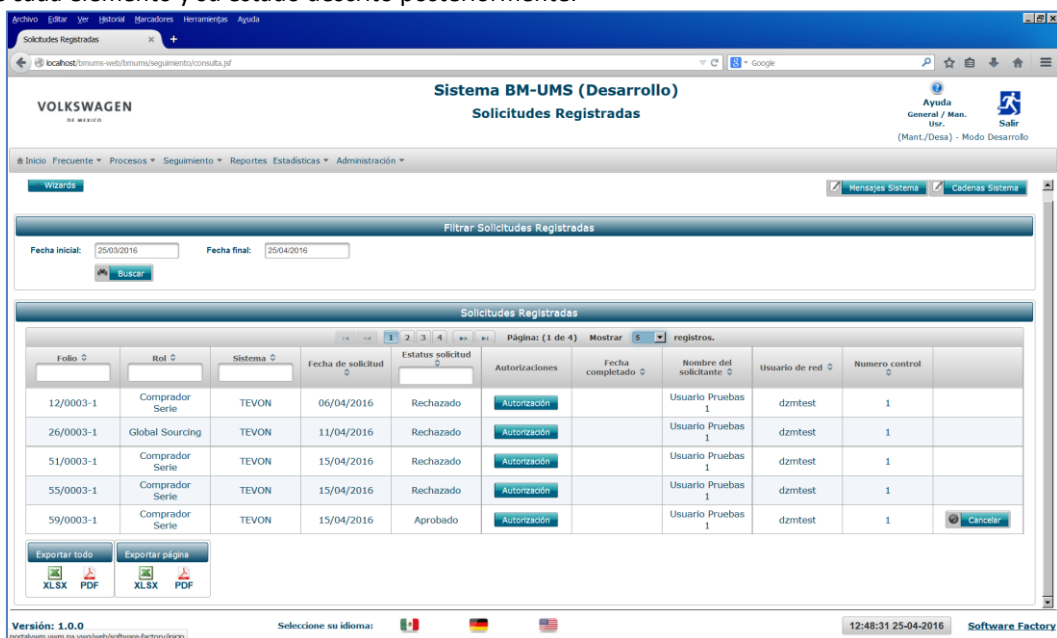 cada elemento y su estado descrito posteriormente.
Archivo Editar Ver Historial Marcadores Herramientas Ayuda
Solicitudes Registradas × +
localhost/bmums-web/bmums/seguimiento/consulta.jsf Google
VOLKSWAGEN
DE MEXICO
Sistema BM-UMS (Desarrollo)
Solicitudes Registradas
Ayuda
General / Man.
Usr.
Salir
(Mant./Desa) - Modo Desarrollo
Inicio Frecuente Procesos Seguimiento Reportes Estadísticas Administración
Wizards Mensajes Sistema Cadenas Sistema
Filtrar Solicitudes Registradas
Fecha inicial: 25/03/2016 Fecha final: 25/04/2016
Buscar
Solicitudes Registradas
1 2 3 4 Página: (1 de 4) Mostrar 5 registros.
Folio Rol Sistema Fecha de solicitud Estatus solicitud Autorizaciones Fecha completado Nombre del solicitante Usuario de red Numero control
12/0003-1 Comprador Serie TEVON 06/04/2016 Rechazado Autorización Usuario Pruebas 1 dzmtest 1
26/0003-1 Global Sourcing TEVON 11/04/2016 Rechazado Autorización Usuario Pruebas 1 dzmtest 1
51/0003-1 Comprador Serie TEVON 15/04/2016 Rechazado Autorización Usuario Pruebas 1 dzmtest 1
55/0003-1 Comprador Serie TEVON 15/04/2016 Rechazado Autorización Usuario Pruebas 1 dzmtest 1
59/0003-1 Comprador Serie TEVON 15/04/2016 Aprobado Autorización Usuario Pruebas 1 dzmtest 1 Cancelar
Exportar todo Exportar página
XLSX PDF XLSX PDF
Versión: 1.0.0 Seleccione su idioma: 12:48:31 25-04-2016 Software Factory